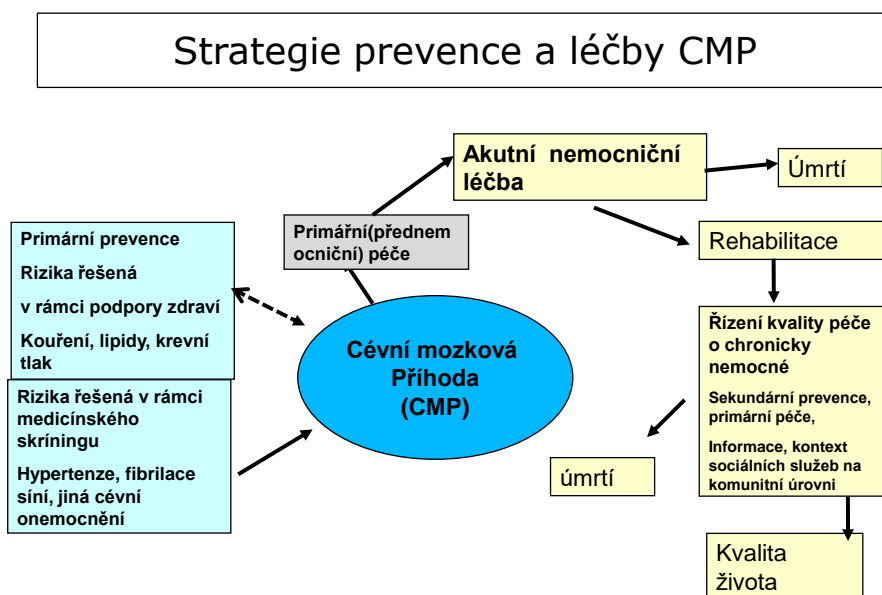 Strategie prevence a léčby CMP
Akutní nemocniční
léčba
Úmrtí
Primářní(přednem
ocniční) péče
Rehabilitace
Primární prevence
Rizika řešená
v rámci podpory zdraví
Kouření, lipidy, krevní
tlak
Rizika řešená v rámci
medicínského
skríningu
Hypertenze, fibrilace
síní, jiná cévní
onemocnění
Cévní mozková
Příhoda
(CMP)
Řízení kvality péče
o chronicky
nemocné
Sekundární prevence,
primární péče,
Informace, kontext
sociálních služeb na
komunitní úrovni
úmrtí
Kvalita
života